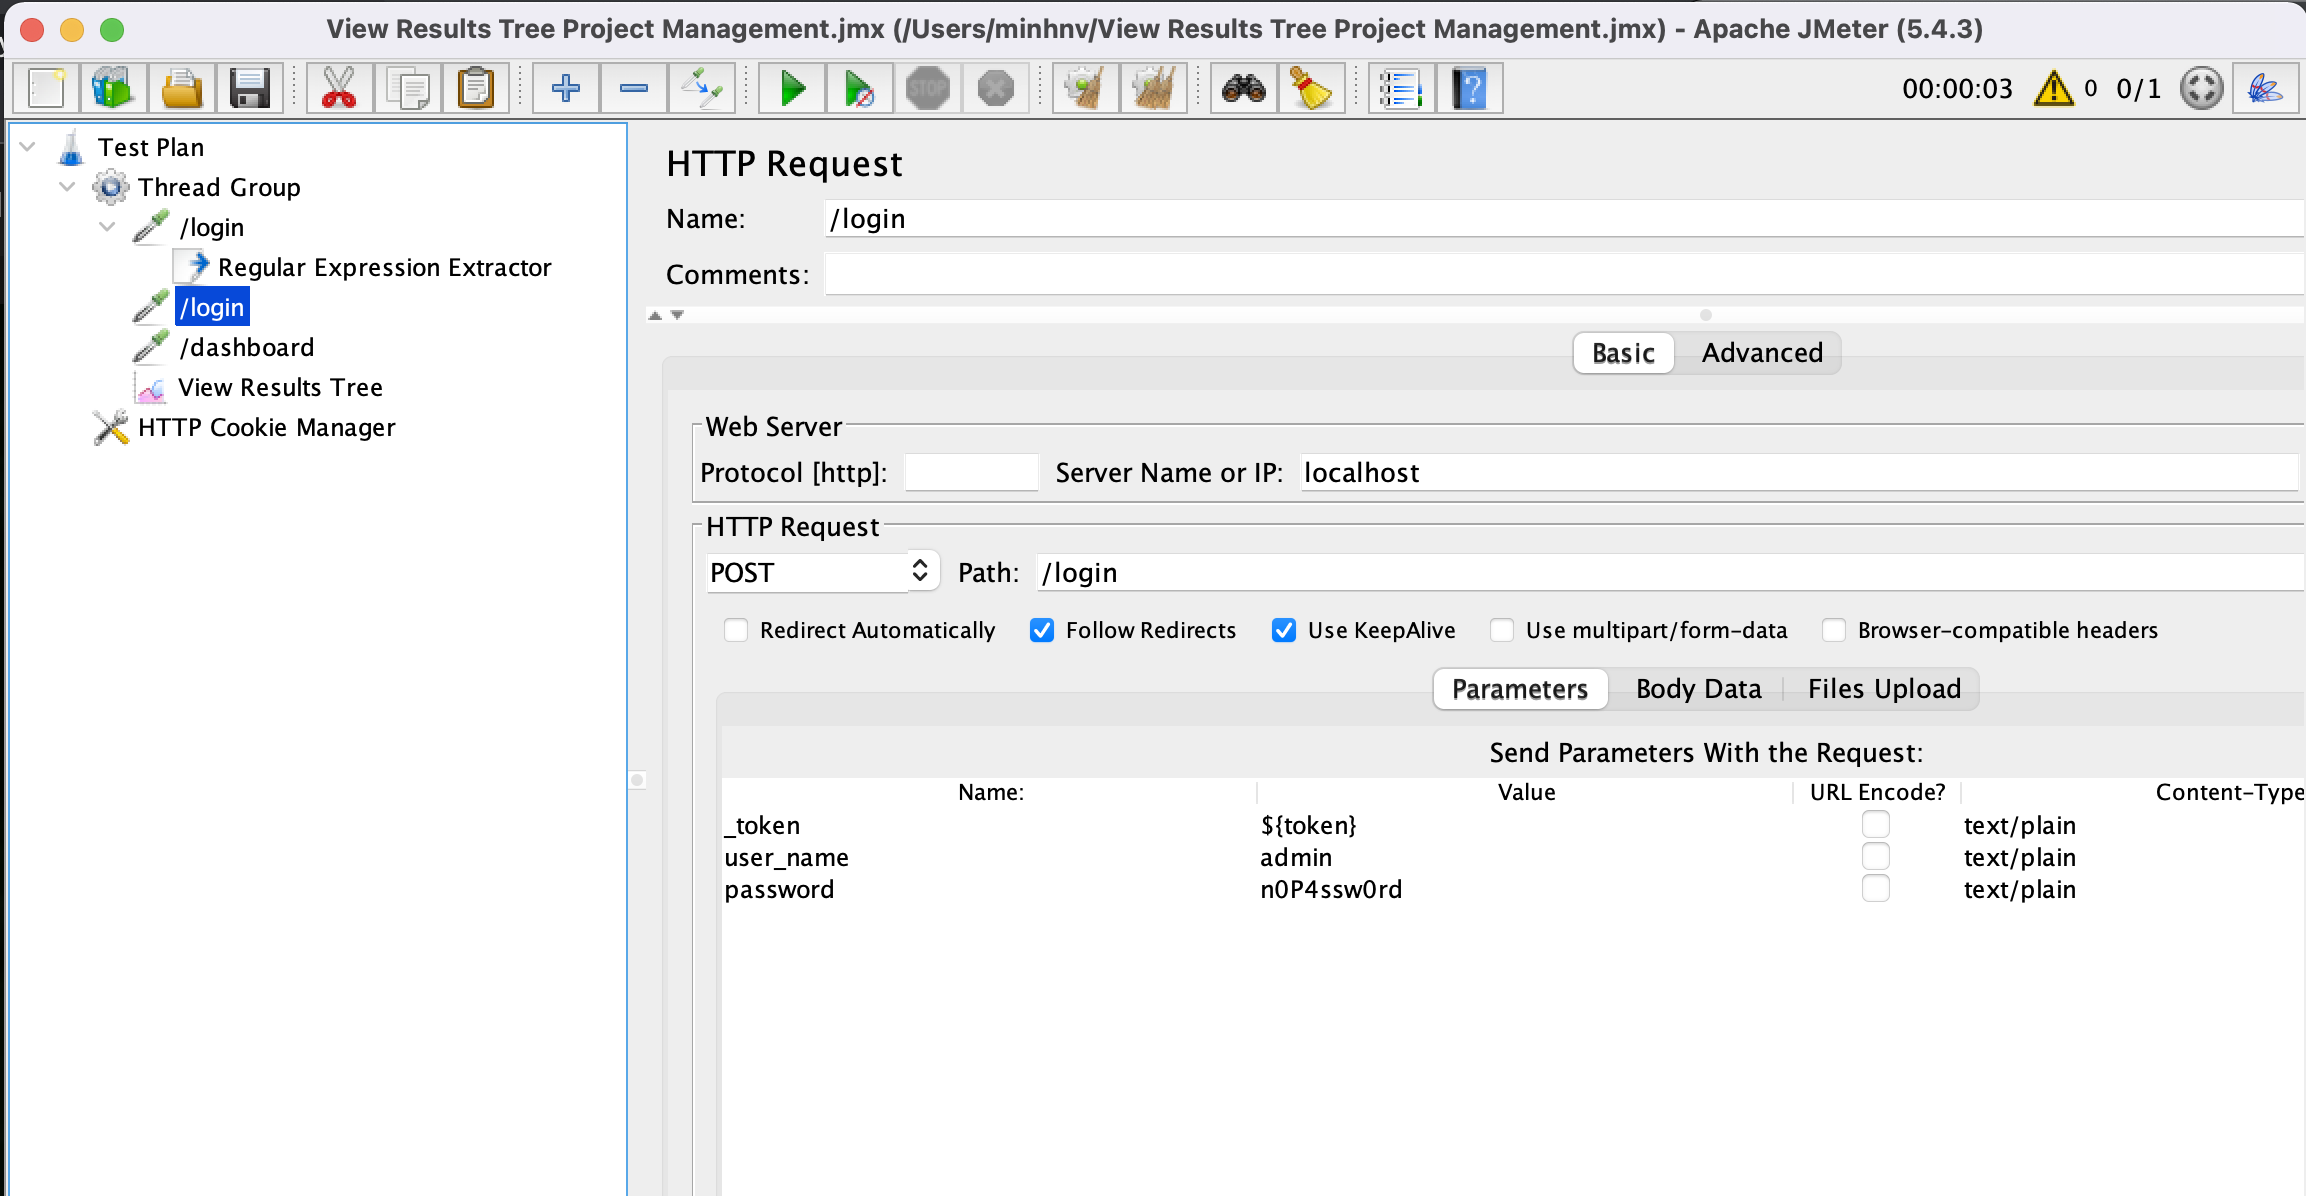 View Results Tree Project Management.jmx (/Users/minhnv/View Results Tree Project Management.jmx) - Apache JMeter (5.4.3)
STOP
00:00:03 0 0/1
Test Plan
Thread Group
/login
Regular Expression Extractor
/login
/dashboard
View Results Tree
HTTP Cookie Manager
HTTP Request
Name: /login
Comments:
Basic Advanced
Web Server
Protocol [http]: Server Name or IP: localhost
HTTP Request
POST Path: /login
Redirect Automatically Follow Redirects Use KeepAlive Use multipart/form-data Browser-compatible headers
Parameters Body Data Files Upload
Send Parameters With the Request:
Name: Value URL Encode? Content-Type
_token ${token} text/plain
user_name admin text/plain
password n0P4ssw0rd text/plain